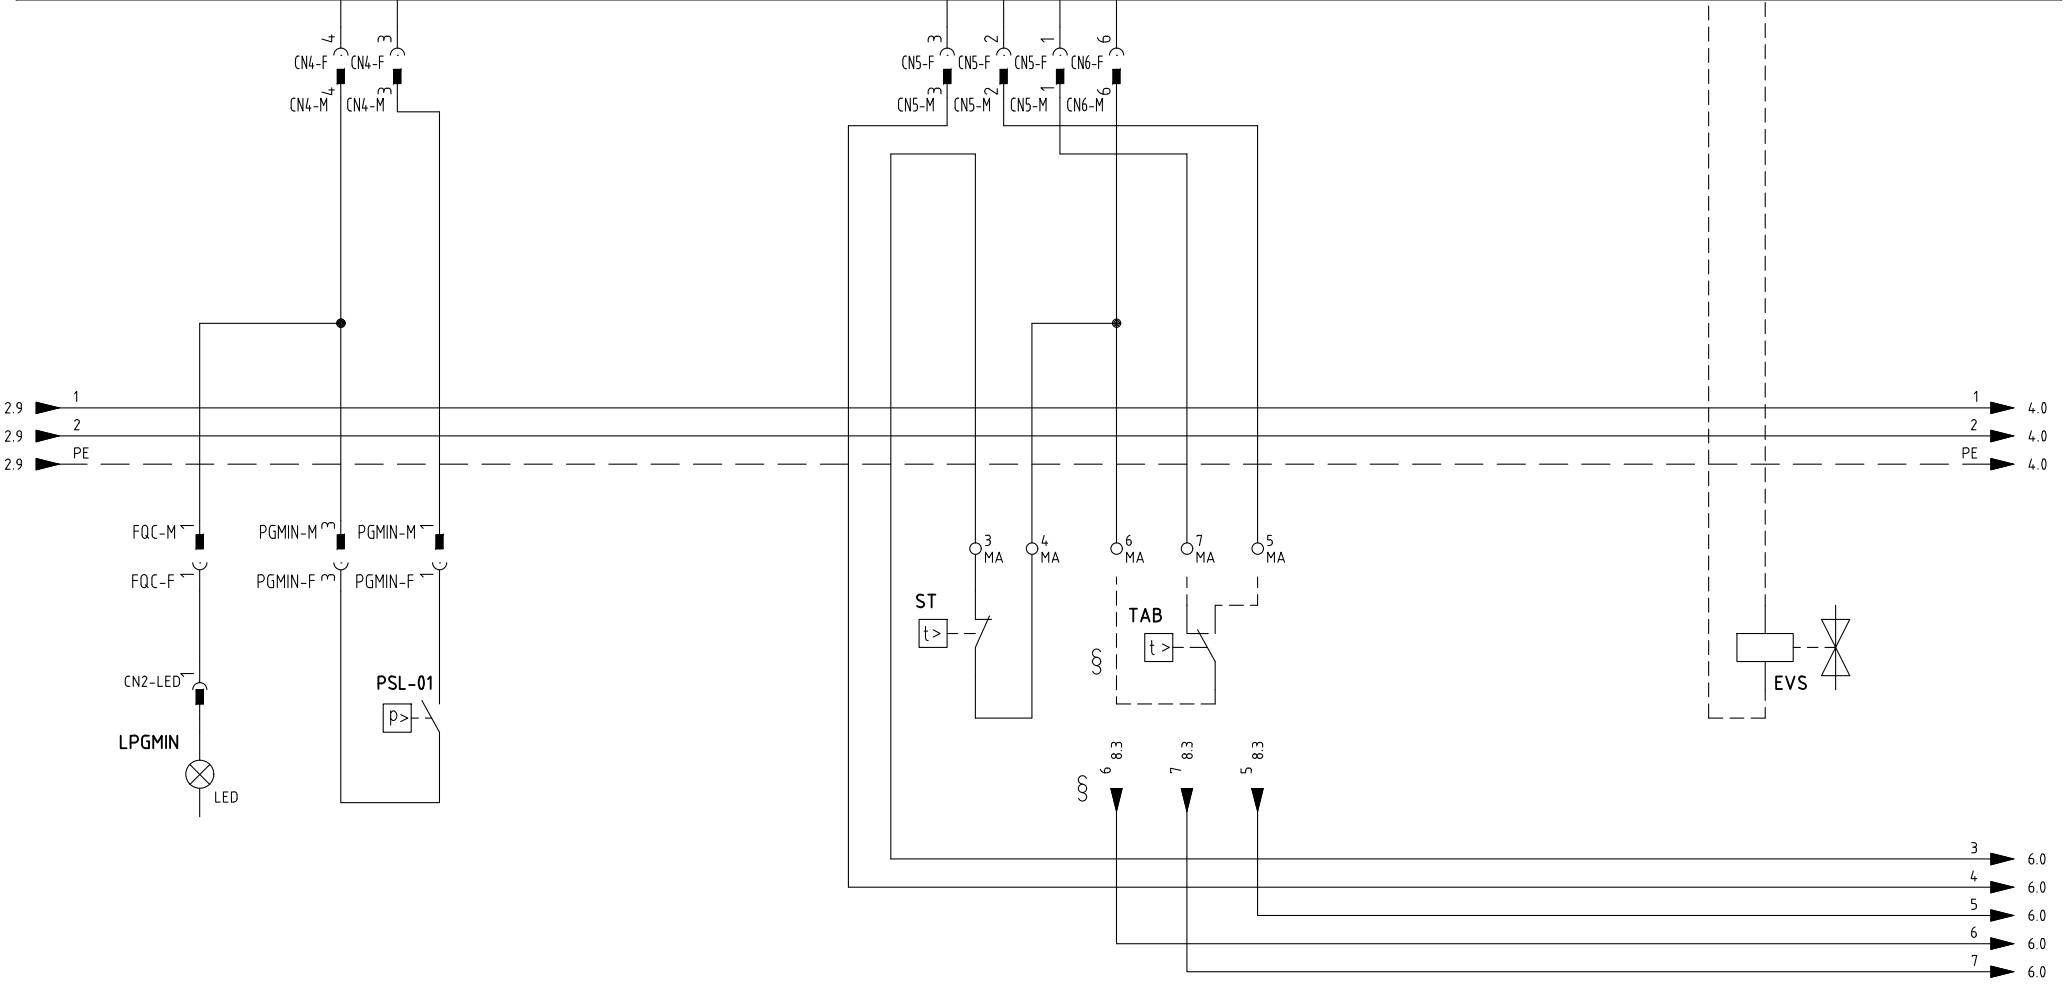 4 3 3 2 1 6
CN4-F CN4-F CN5-F CN5-F CN5-F CN6-F
4 3 3 2 1 6
CN4-M CN4-M CN5-M CN5-M CN5-M CN6-M
1 1
2.9 4.0
2 2
2.9 4.0
PE PE
2.9 4.0
FQC-M 1 PGMIN-M 3 PGMIN-M 1
3 4 6 7 5
MA MA MA MA MA
FQC-F 1 PGMIN-F 3 PGMIN-F 1
ST TAB
t> t>
§
CN2-LED 1 PSL-01 EVS
P>
LPGMIN
LED
8.3 8.3 8.3
§ 6 7 5
3
6.0
4
6.0
5
6.0
6
6.0
7
6.0